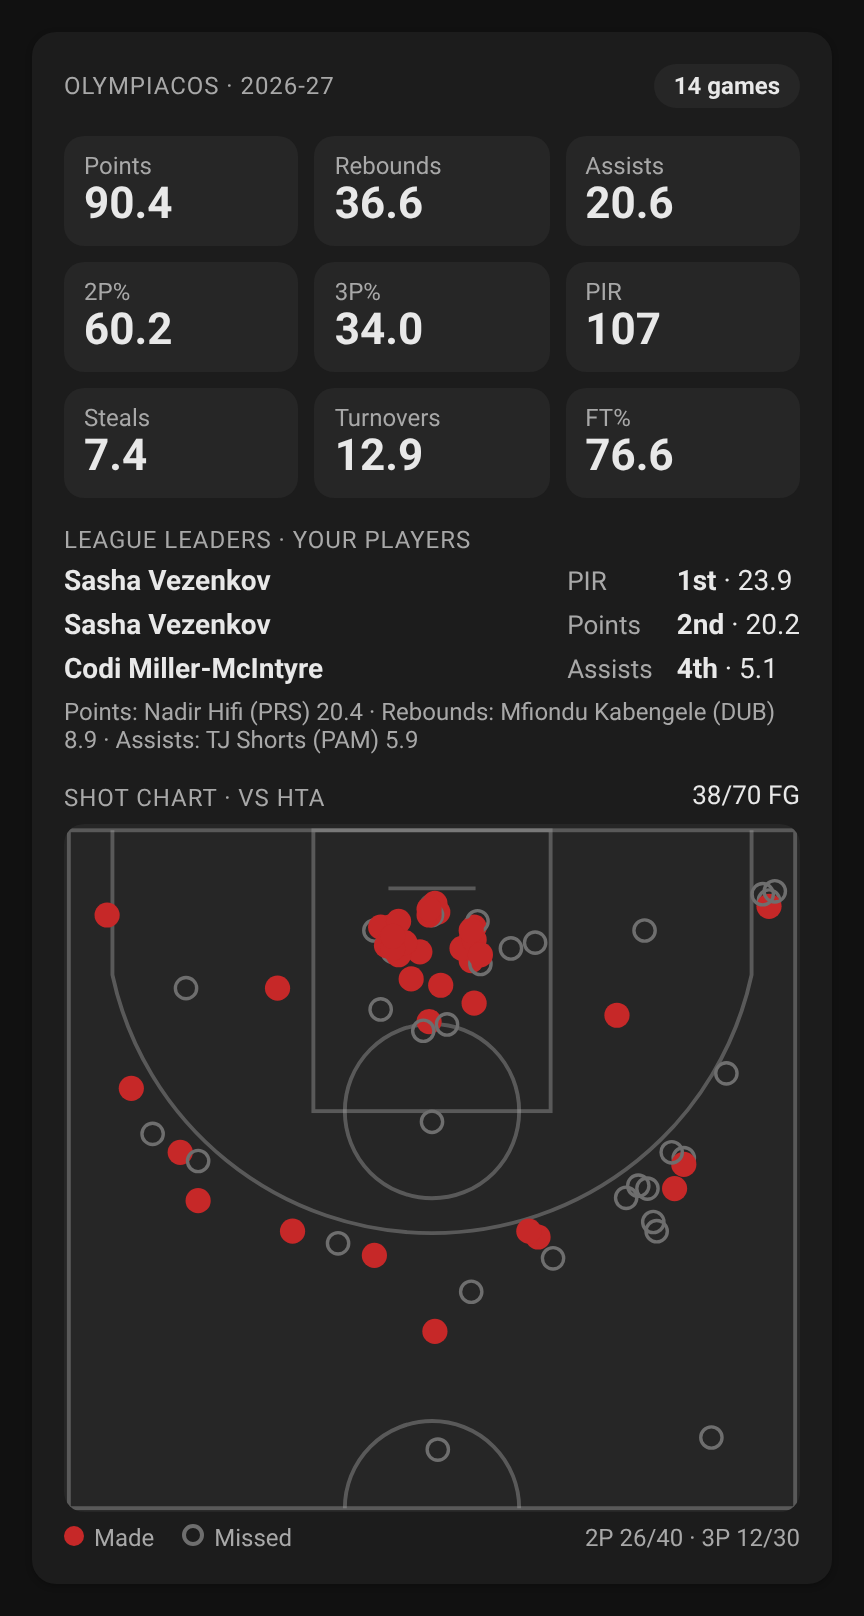 OLYMPIACOS · 2026-27
14 games
Points
90.4
Rebounds
36.6
Assists
20.6
2P%
60.2
3P%
34.0
PIR
107
Steals
7.4
Turnovers
12.9
FT%
76.6
LEAGUE LEADERS · YOUR PLAYERS
Sasha Vezenkov PIR 1st · 23.9
Sasha Vezenkov Points 2nd · 20.2
Codi Miller-McIntyre Assists 4th · 5.1
Points: Nadir Hifi (PRS) 20.4 · Rebounds: Mfiondu Kabengele (DUB)
8.9 · Assists: TJ Shorts (PAM) 5.9
SHOT CHART · VS HTA
38/70 FG
Made
Missed
2P 26/40 · 3P 12/30